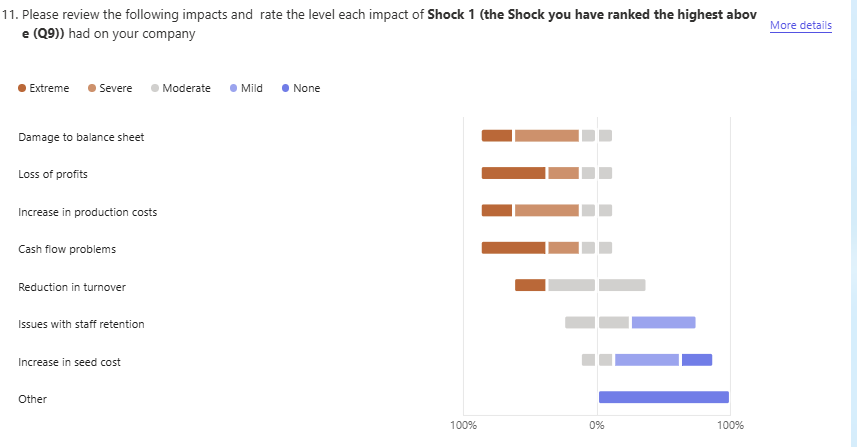 11. Please review the following impacts and rate the level each impact of Shock 1 (the Shock you have ranked the highest abov
e (Q9)) had on your company
More details
Extreme Severe Moderate Mild None
Damage to balance sheet
Loss of profits
Increase in production costs
Cash flow problems
Reduction in turnover
Issues with staff retention
Increase in seed cost
Other
100% 0% 100%